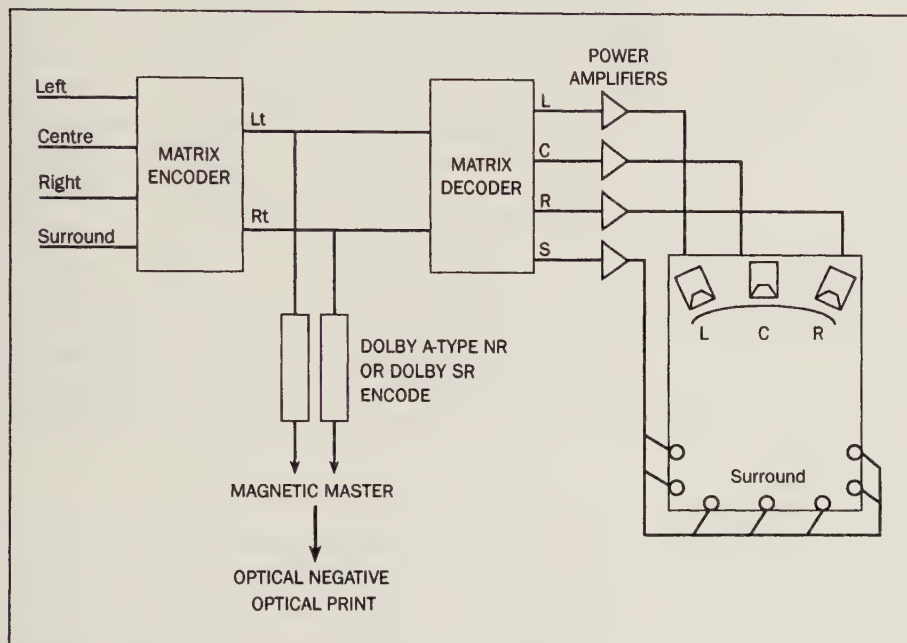 POWER
AMPLIFIERS
Left
Centre
Right
Surround
MATRIX
ENCODER
Lt
Rt
MATRIX
DECODER
L
C
R
S
L C R
Surround
DOLBY A-TYPE NR
OR DOLBY SR
ENCODE
MAGNETIC MASTER
OPTICAL NEGATIVE
OPTICAL PRINT